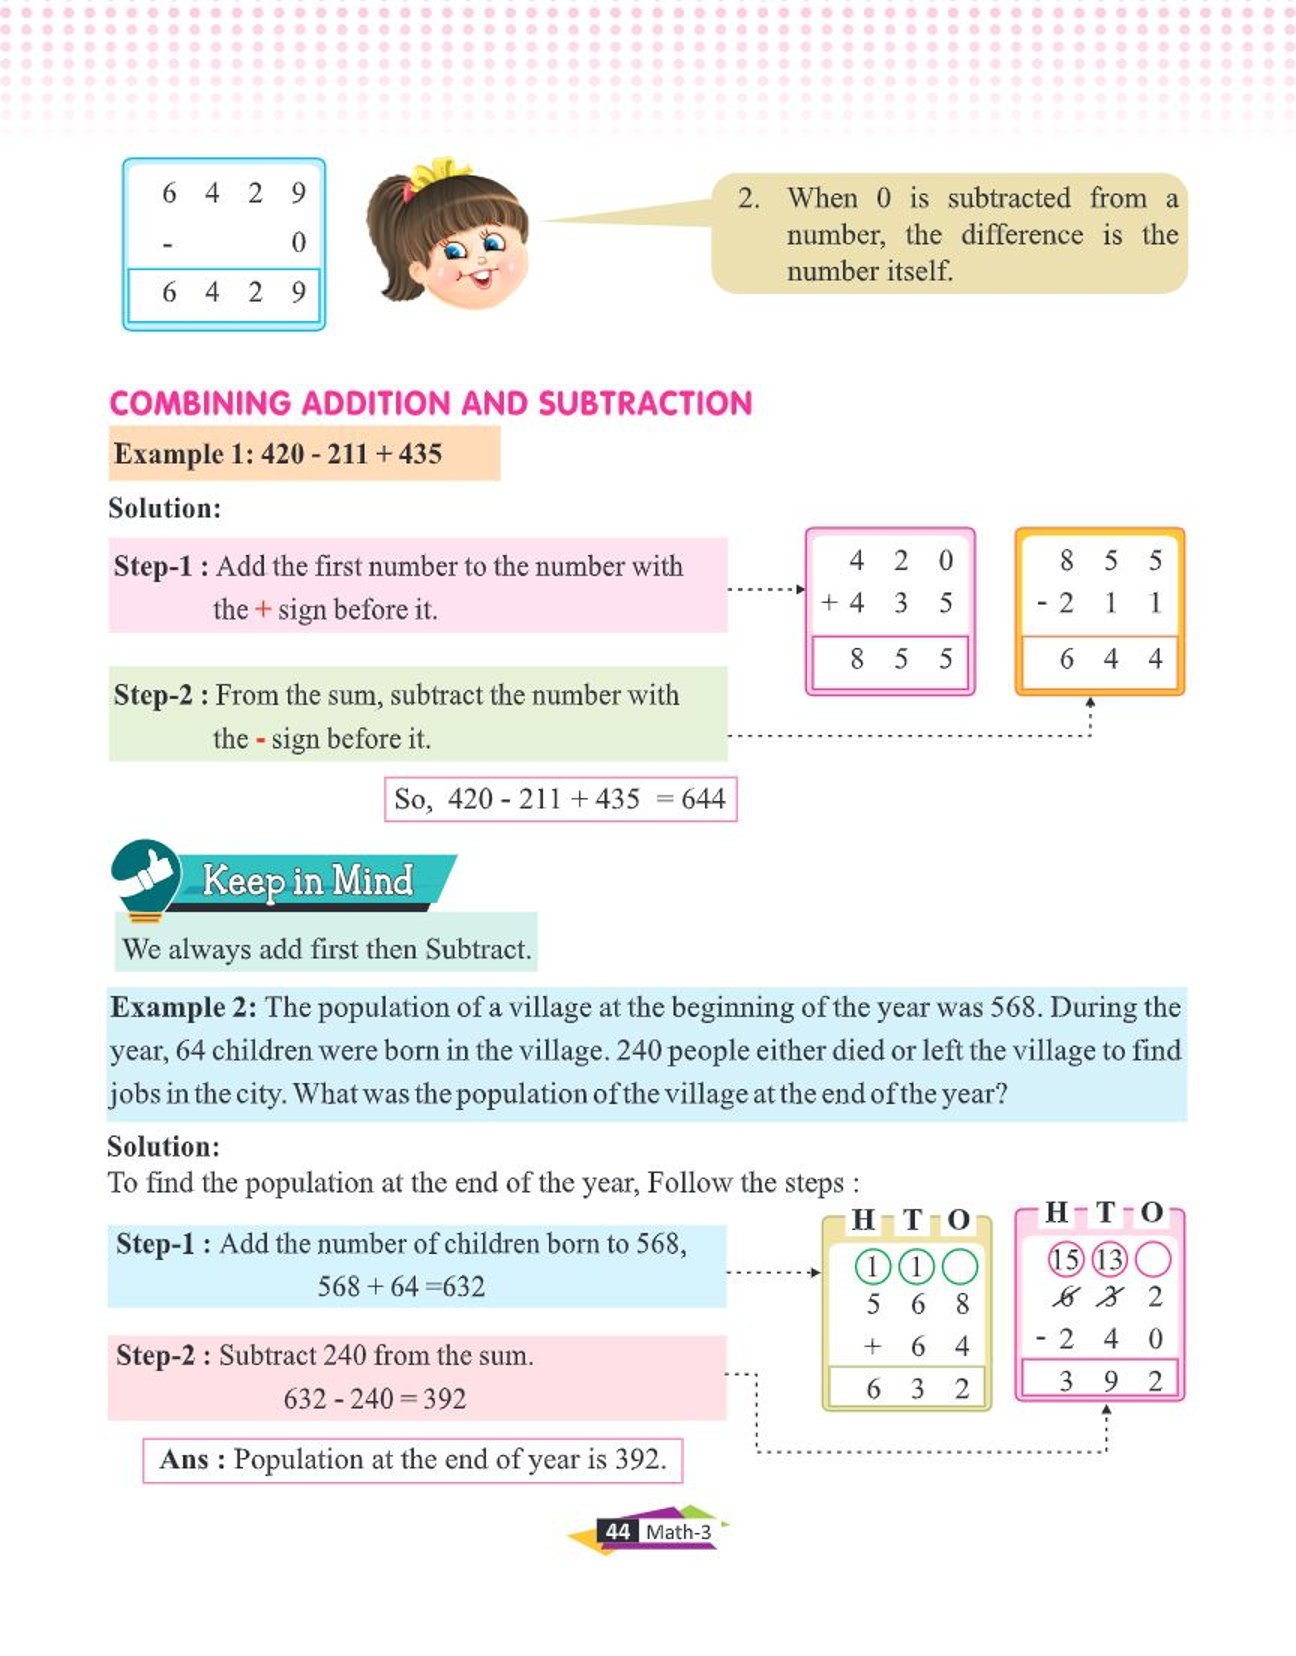 6 4 2 9
- 0
6 4 2 9
2. When 0 is subtracted from a
number, the difference is the
number itself.
COMBINING ADDITION AND SUBTRACTION
Example 1: 420 - 211 + 435
Solution:
Step-1 : Add the first number to the number with
the + sign before it.
4 2 0
+ 4 3 5
8 5 5
8 5 5
- 2 1 1
6 4 4
Step-2 : From the sum, subtract the number with
the - sign before it.
So, 420 - 211 + 435 = 644
Keep in Mind
We always add first then Subtract.
Example 2: The population of a village at the beginning of the year was 568. During the
year, 64 children were born in the village. 240 people either died or left the village to find
jobs in the city. What was the population of the village at the end of the year?
Solution:
To find the population at the end of the year, Follow the steps :
Step-1 : Add the number of children born to 568,
568 + 64 =632
H T O
1 1
5 6 8
+ 6 4
6 3 2
H T O
15 13
6 3 2
- 2 4 0
3 9 2
Step-2 : Subtract 240 from the sum.
632 - 240 = 392
Ans : Population at the end of year is 392.
44 Math-3